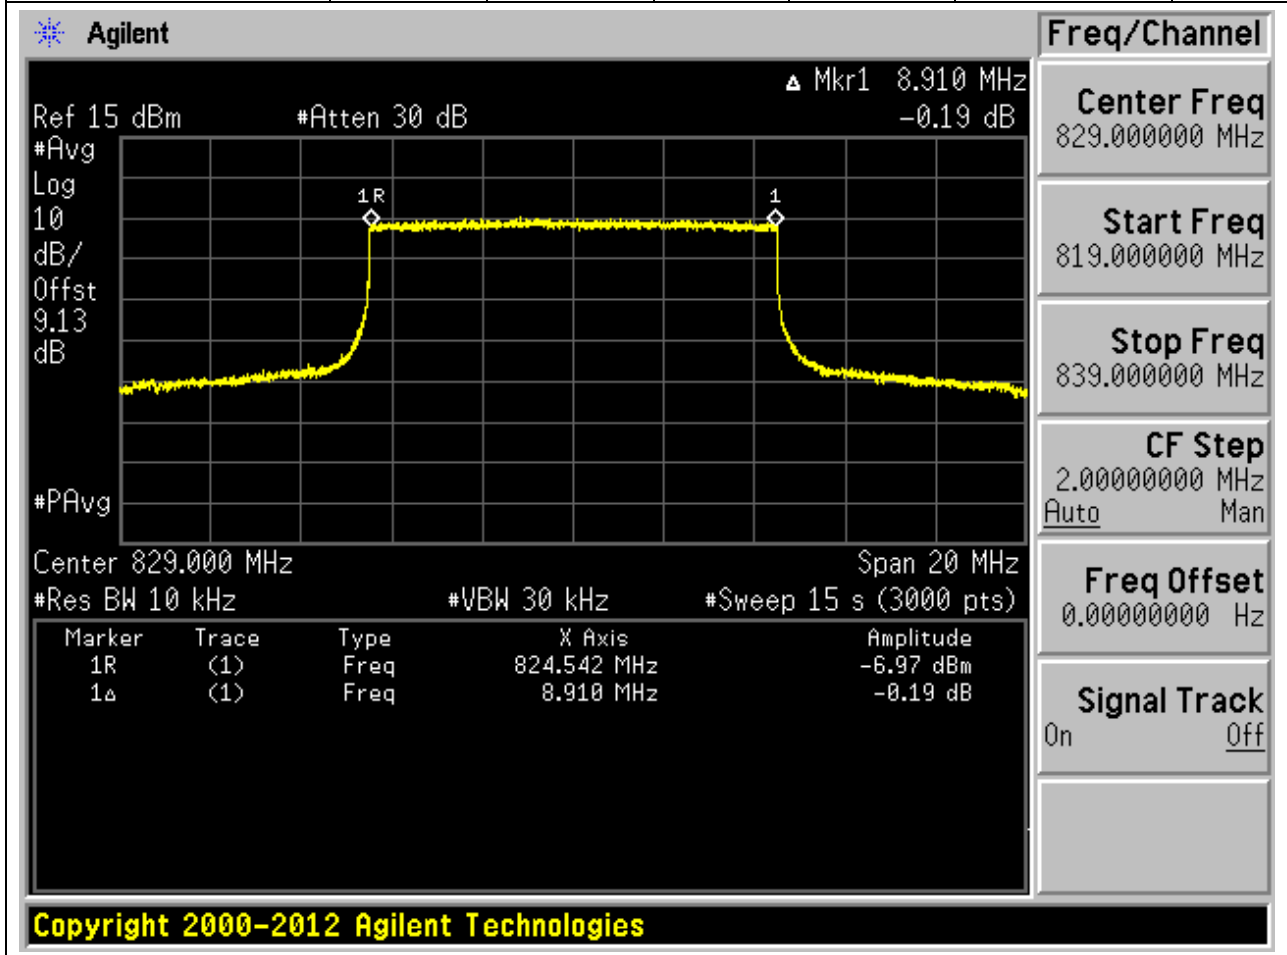 Agilent
Freq/Channel
Δ Mkr1 8.910 MHz
Ref 15 dBm #Atten 30 dB -0.19 dB
#Avg
Log
10
dB/
Offst
9.13
dB
#PAvg
1R
1
Center 829.000 MHz Span 20 MHz
#Res BW 10 kHz #VBW 30 kHz #Sweep 15 s (3000 pts)
Marker Trace Type X Axis Amplitude
1R (1) Freq 824.542 MHz -6.97 dBm
1Δ (1) Freq 8.910 MHz -0.19 dB
Center Freq
829.000000 MHz
Start Freq
819.000000 MHz
Stop Freq
839.000000 MHz
CF Step
2.00000000 MHz
Auto Man
Freq Offset
0.00000000 Hz
Signal Track
On Off
Copyright 2000-2012 Agilent Technologies